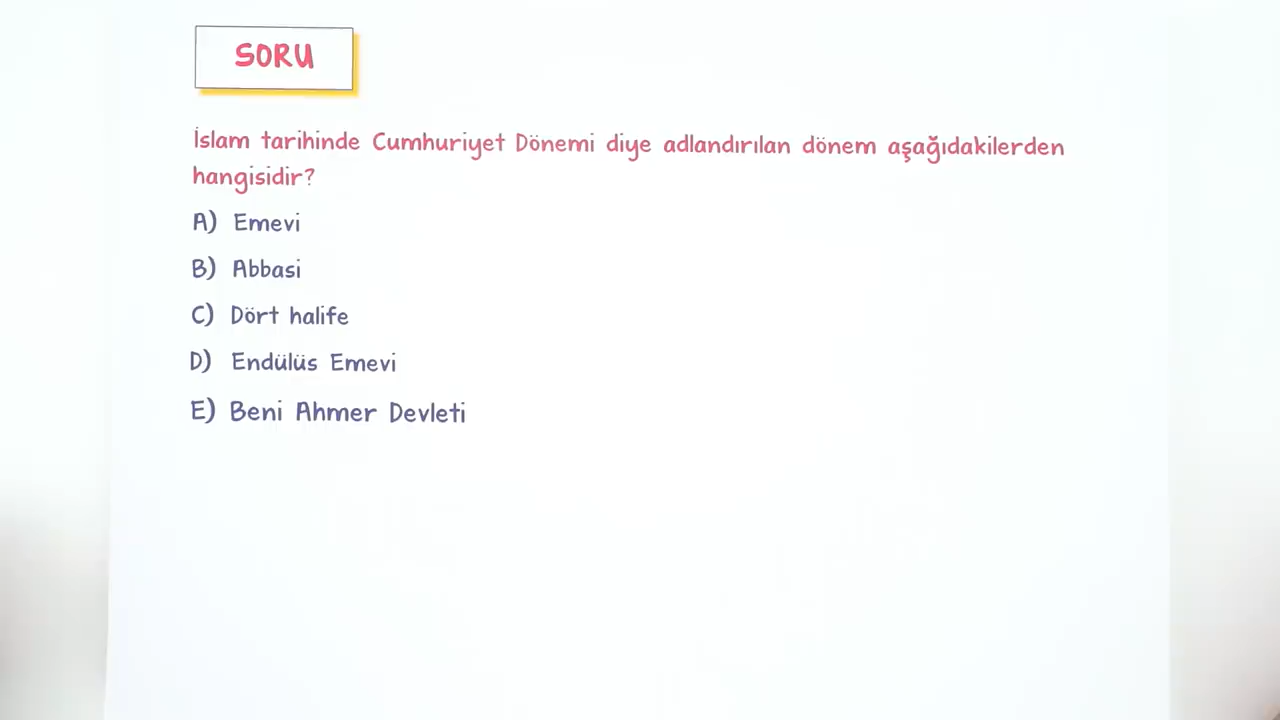 SORU
İslam tarihinde Cumhuriyet Dönemi diye adlandırılan dönem aşağıdakilerden
hangisidir?
A) Emevi
B) Abbasi
C) Dört halife
D) Endülüs Emevi
E) Beni Ahmer Devleti